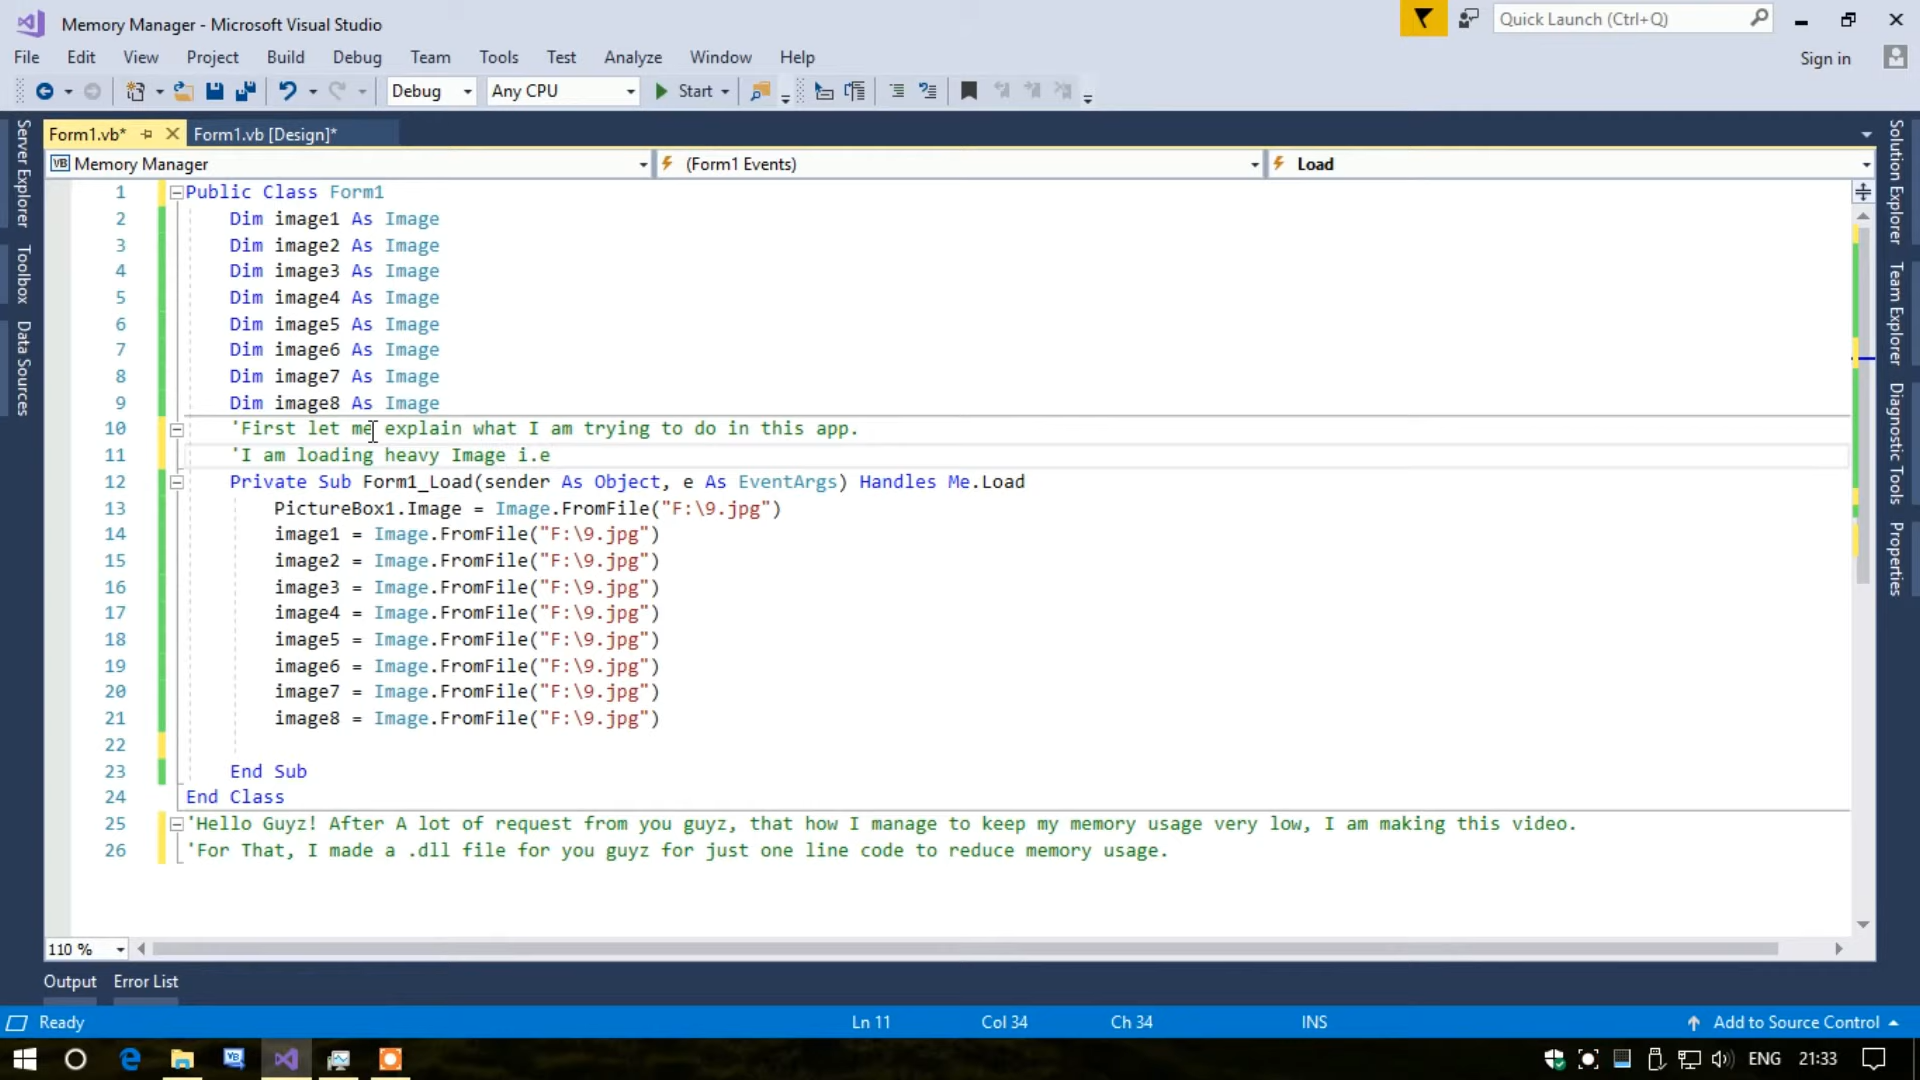 Memory Manager - Microsoft Visual Studio
Quick Launch (Ctrl+Q)
File Edit View Project Build Debug Team Tools Test Analyze Window Help
Sign in
Debug Any CPU Start
Form1.vb* Form1.vb [Design]*
VB Memory Manager (Form1 Events) Load
Server Explorer
Toolbox
Data Sources
1 Public Class Form1
2 Dim image1 As Image
3 Dim image2 As Image
4 Dim image3 As Image
5 Dim image4 As Image
6 Dim image5 As Image
7 Dim image6 As Image
8 Dim image7 As Image
9 Dim image8 As Image
10 'First let me explain what I am trying to do in this app.
11 'I am loading heavy Image i.e
12 Private Sub Form1_Load(sender As Object, e As EventArgs) Handles Me.Load
13 PictureBox1.Image = Image.FromFile("F:\9.jpg")
14 image1 = Image.FromFile("F:\9.jpg")
15 image2 = Image.FromFile("F:\9.jpg")
16 image3 = Image.FromFile("F:\9.jpg")
17 image4 = Image.FromFile("F:\9.jpg")
18 image5 = Image.FromFile("F:\9.jpg")
19 image6 = Image.FromFile("F:\9.jpg")
20 image7 = Image.FromFile("F:\9.jpg")
21 image8 = Image.FromFile("F:\9.jpg")
22
23 End Sub
24 End Class
25 'Hello Guyz! After A lot of request from you guyz, that how I manage to keep my memory usage very low, I am making this video.
26 'For That, I made a .dll file for you guyz for just one line code to reduce memory usage.
Solution Explorer
Team Explorer
Diagnostic Tools
Properties
110 %
Output Error List
Ready Ln 11 Col 34 Ch 34 INS Add to Source Control
VB ENG 21:33